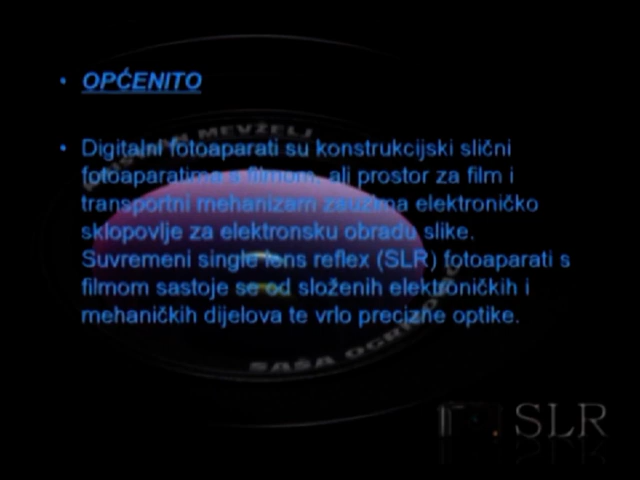 • OPĆENITO
• Digitalni fotoaparati su konstrukcijski slični
fotoaparatima s filmom, ali prostor za film i
transportni mehanizam zauzima elektroničko
sklopovlje za elektronsku obradu slike.
Suvremeni single lens reflex (SLR) fotoaparati s
filmom sastoje se od složenih elektroničkih i
mehaničkih dijelova te vrlo precizne optike.
MEVŽELJ
SAŠA
SLR